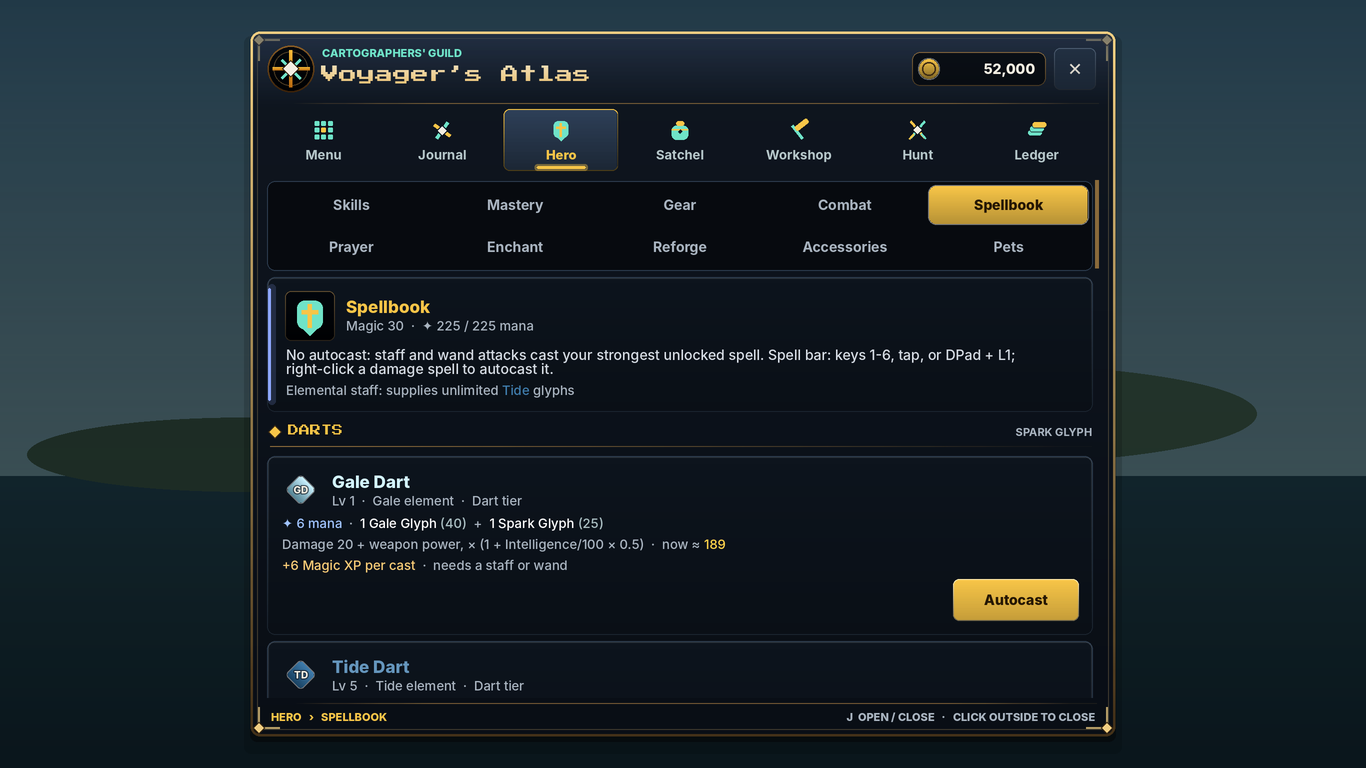 CARTOGRAPHERS' GUILD
Voyager's Atlas
52,000
×
Menu
Journal
Hero
Satchel
Workshop
Hunt
Ledger
Skills
Mastery
Gear
Combat
Spellbook
Prayer
Enchant
Reforge
Accessories
Pets
Spellbook
Magic 30 · ✦ 225 / 225 mana
No autocast: staff and wand attacks cast your strongest unlocked spell. Spell bar: keys 1-6, tap, or DPad + L1;
right-click a damage spell to autocast it.
Elemental staff: supplies unlimited Tide glyphs
DARTS
SPARK GLYPH
GD
Gale Dart
Lv 1 · Gale element · Dart tier
✦ 6 mana · 1 Gale Glyph (40) + 1 Spark Glyph (25)
Damage 20 + weapon power, × (1 + Intelligence/100 × 0.5) · now ≈ 189
+6 Magic XP per cast · needs a staff or wand
Autocast
TD
Tide Dart
Lv 5 · Tide element · Dart tier
HERO › SPELLBOOK
J OPEN / CLOSE · CLICK OUTSIDE TO CLOSE